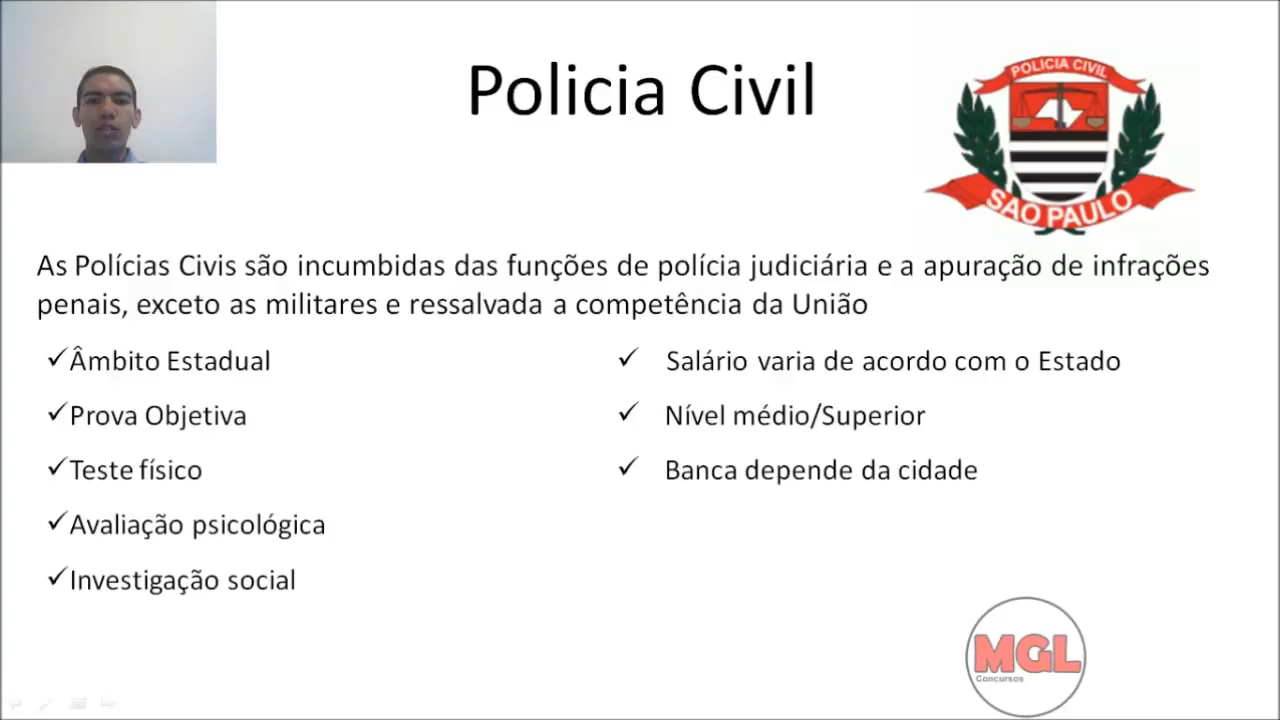 Policia Civil
POLICIA CIVIL
SÃO PAULO
As Polícias Civis são incumbidas das funções de polícia judiciária e a apuração de infrações
penais, exceto as militares e ressalvada a competência da União
Âmbito Estadual
Prova Objetiva
Teste físico
Avaliação psicológica
Investigação social
Salário varia de acordo com o Estado
Nível médio/Superior
Banca depende da cidade
MGL
Concursos